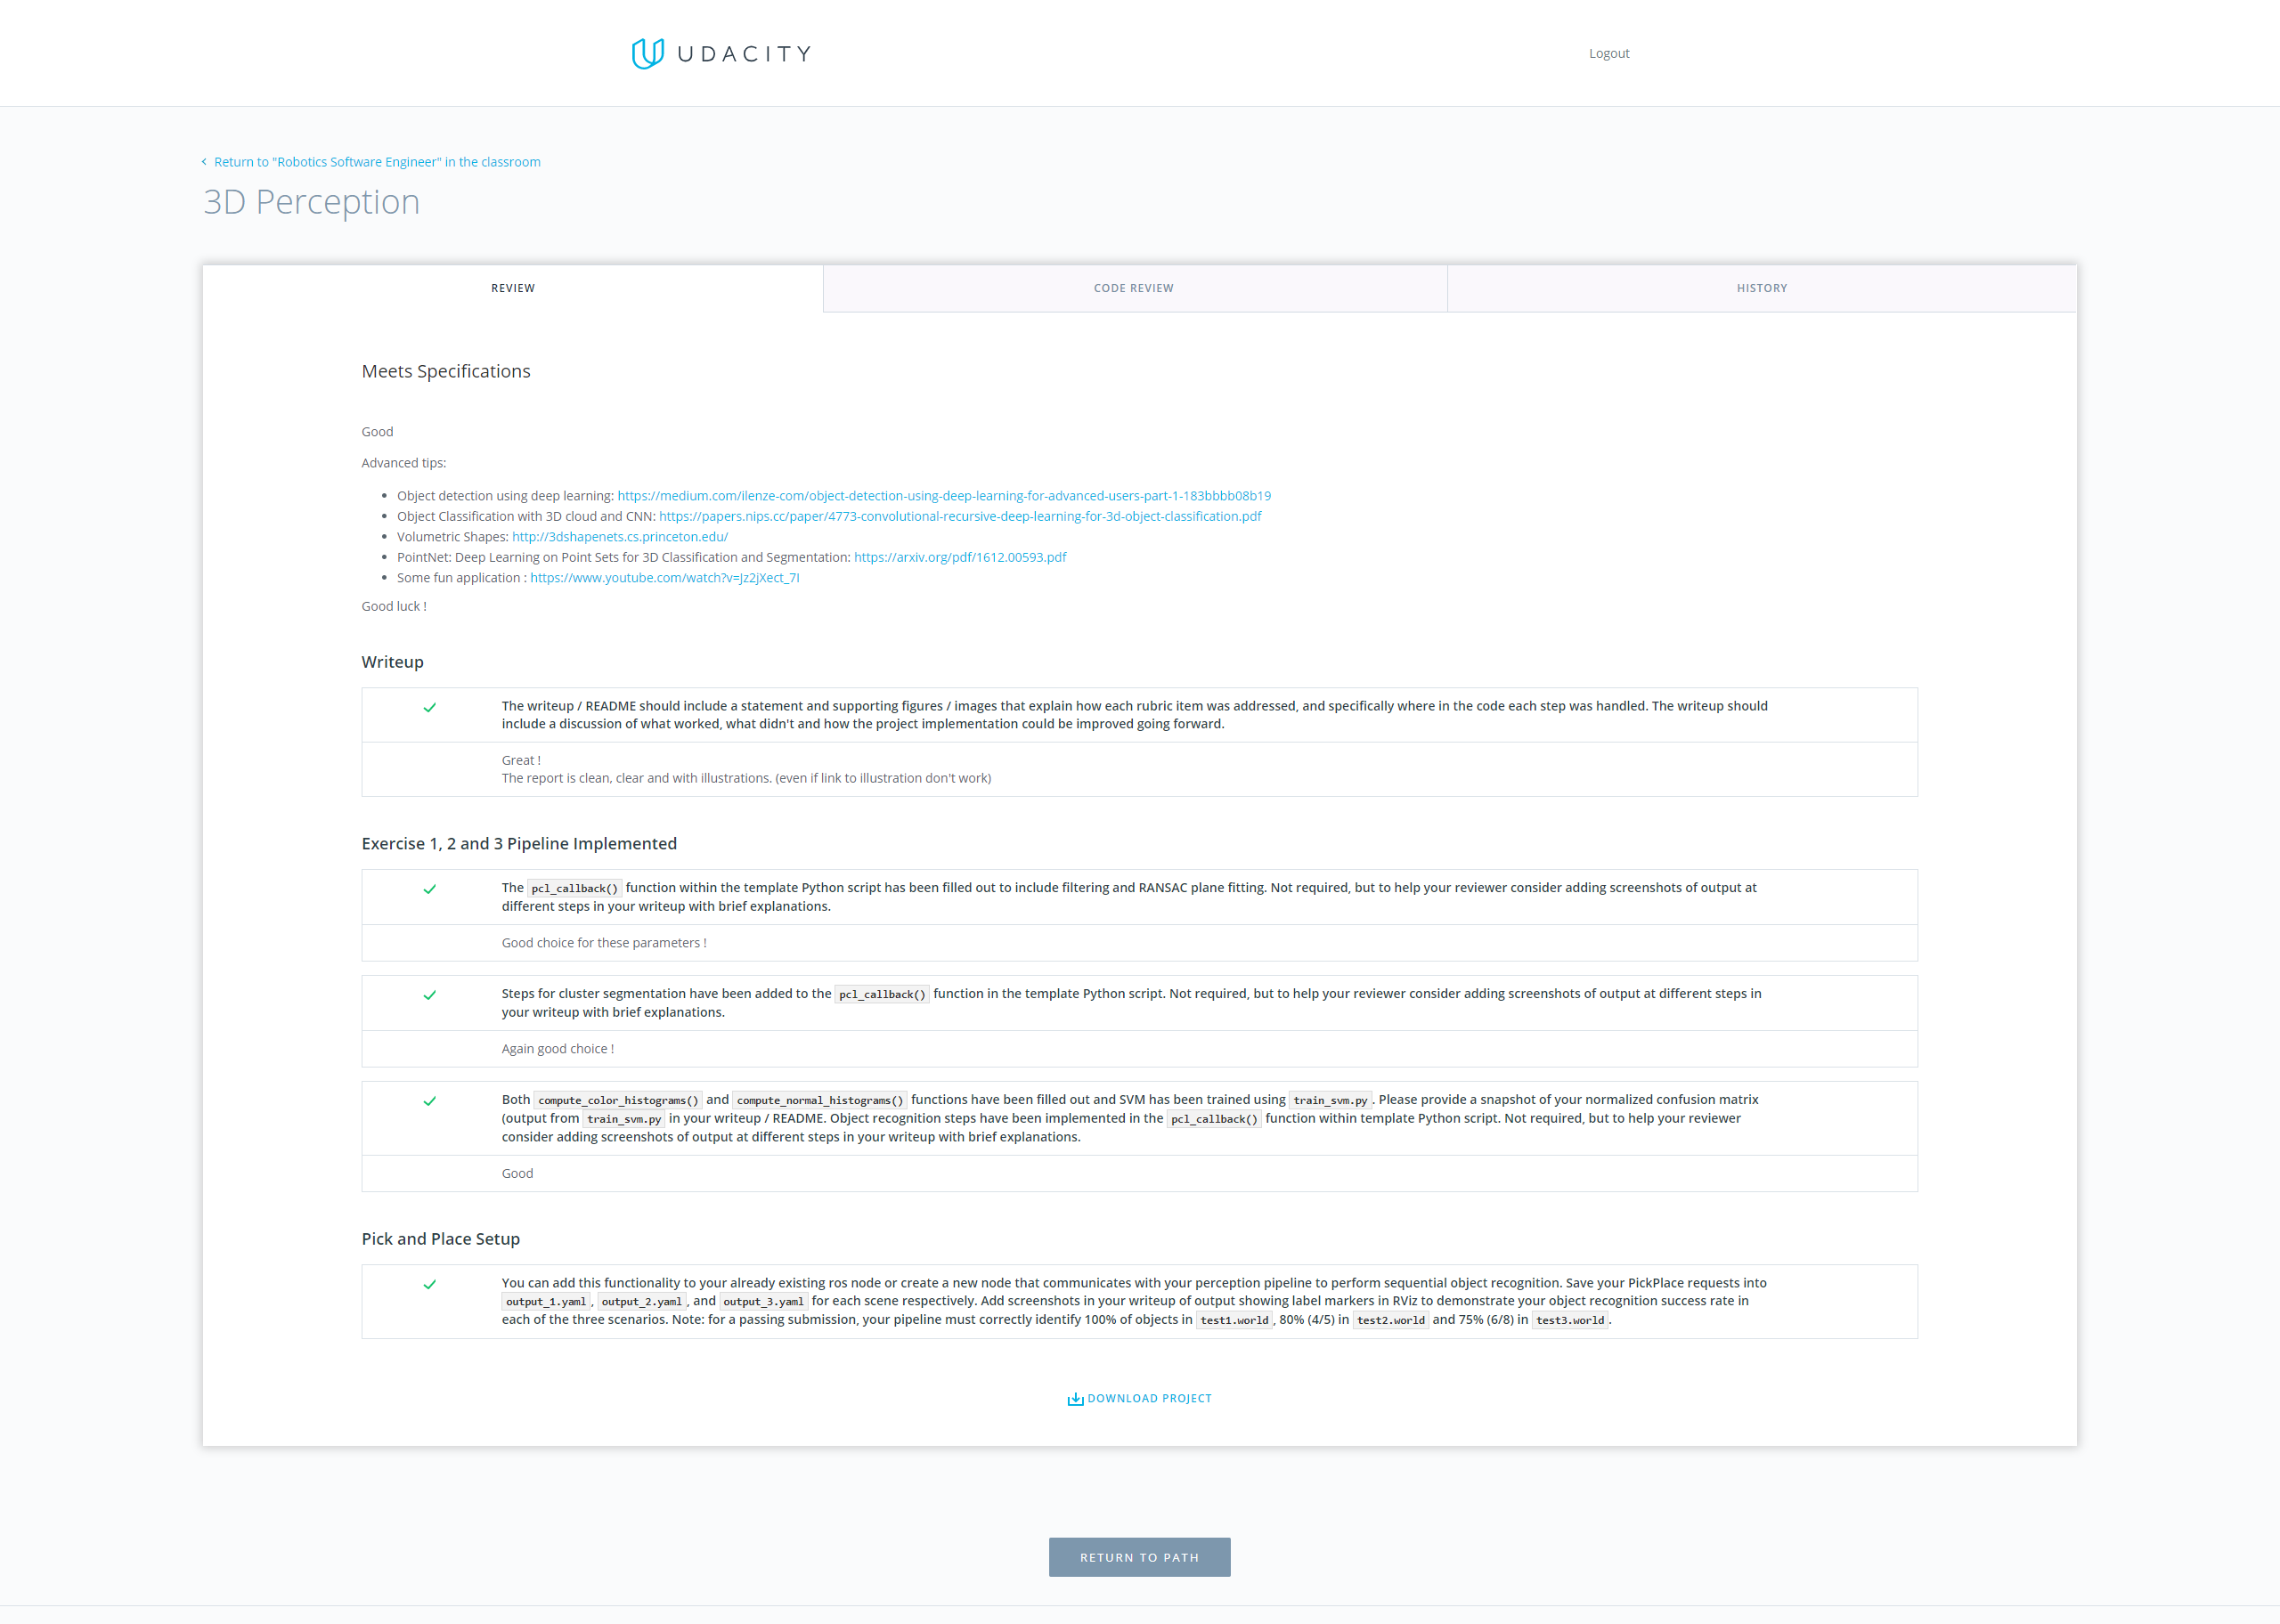 UDACITY
Logout
Return to "Robotics Software Engineer" in the classroom
3D Perception
REVIEW
CODE REVIEW
HISTORY
Meets Specifications
Good
Advanced tips:
Object detection using deep learning: https://medium.com/ilenze-com/object-detection-using-deep-learning-for-advanced-users-part-1-183bbbb08b19
Object Classification with 3D cloud and CNN: https://papers.nips.cc/paper/4773-convolutional-recursive-deep-learning-for-3d-object-classification.pdf
Volumetric Shapes: http://3dshapenets.cs.princeton.edu/
PointNet: Deep Learning on Point Sets for 3D Classification and Segmentation: https://arxiv.org/pdf/1612.00593.pdf
Some fun application : https://www.youtube.com/watch?v=Jz2jXect_7I
Good luck !
Writeup
The writeup / README should include a statement and supporting figures / images that explain how each rubric item was addressed, and specifically where in the code each step was handled. The writeup should
include a discussion of what worked, what didn't and how the project implementation could be improved going forward.
Great !
The report is clean, clear and with illustrations. (even if link to illustration don't work)
Exercise 1, 2 and 3 Pipeline Implemented
The pcl_callback() function within the template Python script has been filled out to include filtering and RANSAC plane fitting. Not required, but to help your reviewer consider adding screenshots of output at
different steps in your writeup with brief explanations.
Good choice for these parameters !
Steps for cluster segmentation have been added to the pcl_callback() function in the template Python script. Not required, but to help your reviewer consider adding screenshots of output at different steps in
your writeup with brief explanations.
Again good choice !
Both compute_color_histograms() and compute_normal_histograms() functions have been filled out and SVM has been trained using train_svm.py. Please provide a snapshot of your normalized confusion matrix
(output from train_svm.py in your writeup / README. Object recognition steps have been implemented in the pcl_callback() function within template Python script. Not required, but to help your reviewer
consider adding screenshots of output at different steps in your writeup with brief explanations.
Good
Pick and Place Setup
You can add this functionality to your already existing ros node or create a new node that communicates with your perception pipeline to perform sequential object recognition. Save your PickPlace requests into
output_1.yaml, output_2.yaml, and output_3.yaml for each scene respectively. Add screenshots in your writeup of output showing label markers in RViz to demonstrate your object recognition success rate in
each of the three scenarios. Note: for a passing submission, your pipeline must correctly identify 100% of objects in test1.world, 80% (4/5) in test2.world and 75% (6/8) in test3.world.
DOWNLOAD PROJECT
RETURN TO PATH